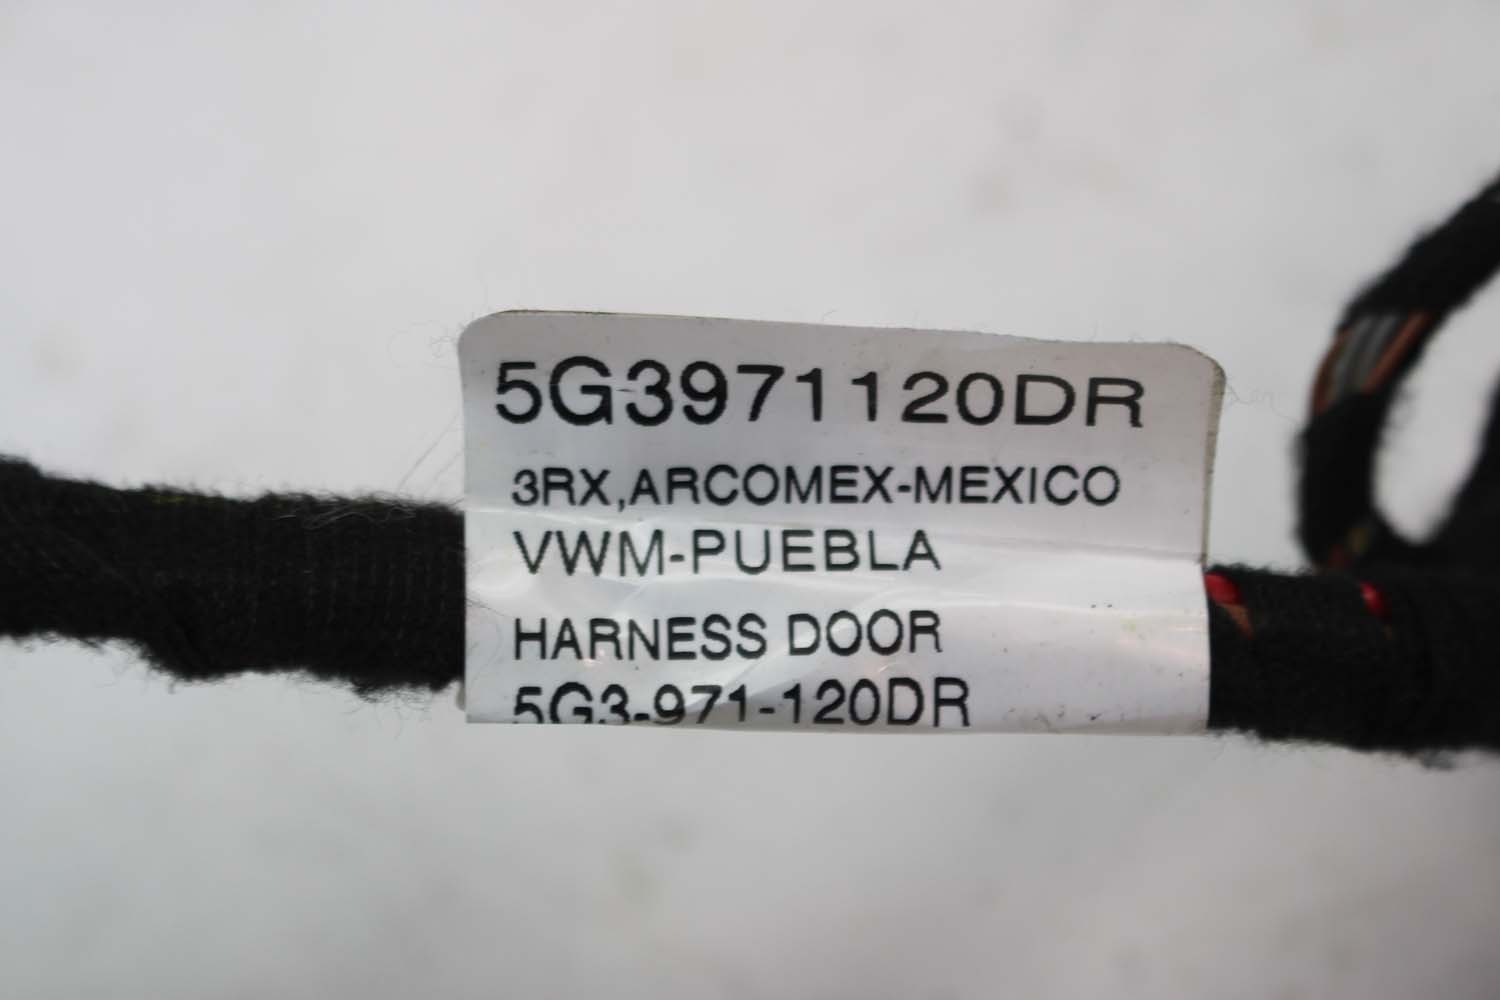 5G3971120DR
3RX,ARCOMEX-MEXICO
VWM-PUEBLA
HARNESS DOOR
5G3-971-120DR